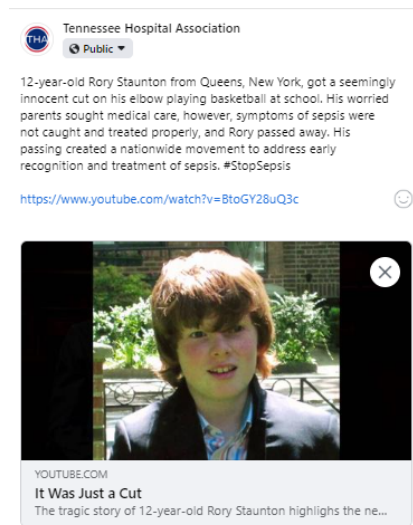 THA
Tennessee Hospital Association
Public
12-year-old Rory Staunton from Queens, New York, got a seemingly
innocent cut on his elbow playing basketball at school. His worried
parents sought medical care, however, symptoms of sepsis were
not caught and treated properly, and Rory passed away. His
passing created a nationwide movement to address early
recognition and treatment of sepsis. #StopSepsis
https://www.youtube.com/watch?v=BtoGY28uQ3c
YOUTUBE.COM
It Was Just a Cut
The tragic story of 12-year-old Rory Staunton highlighs the ne...